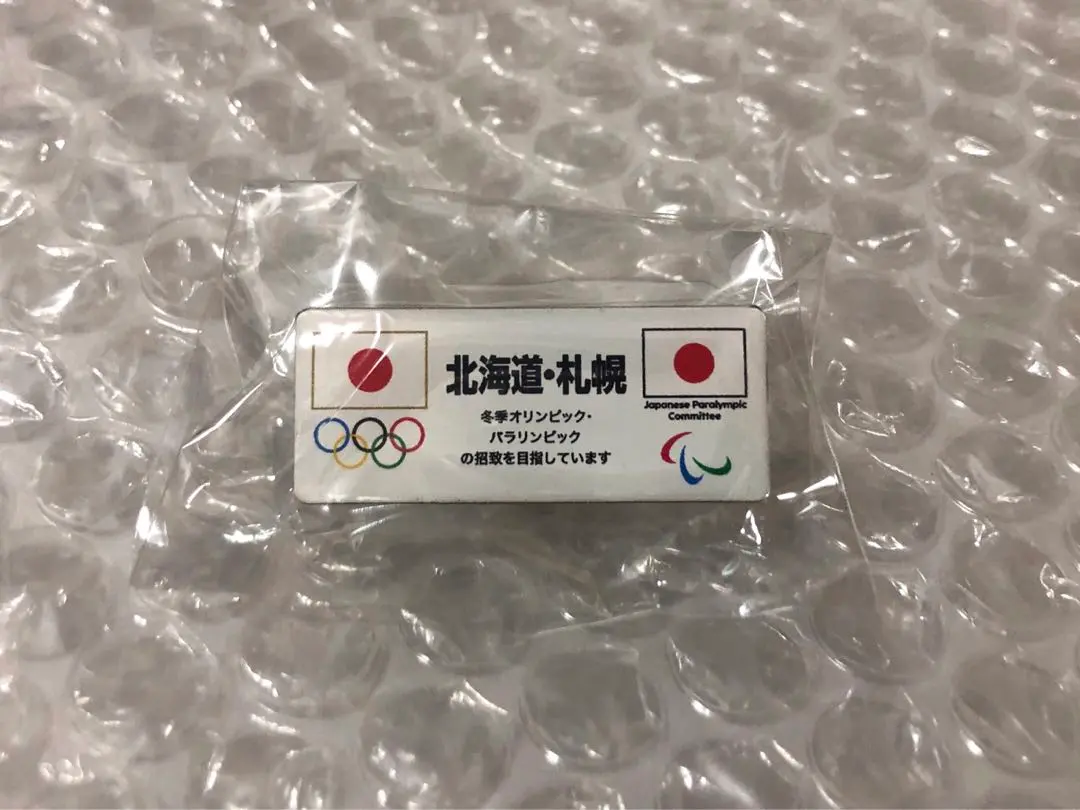 北海道・札幌
冬季オリンピック・
パラリンピック
の招致を目指しています
Japanese Paralympic
Committee